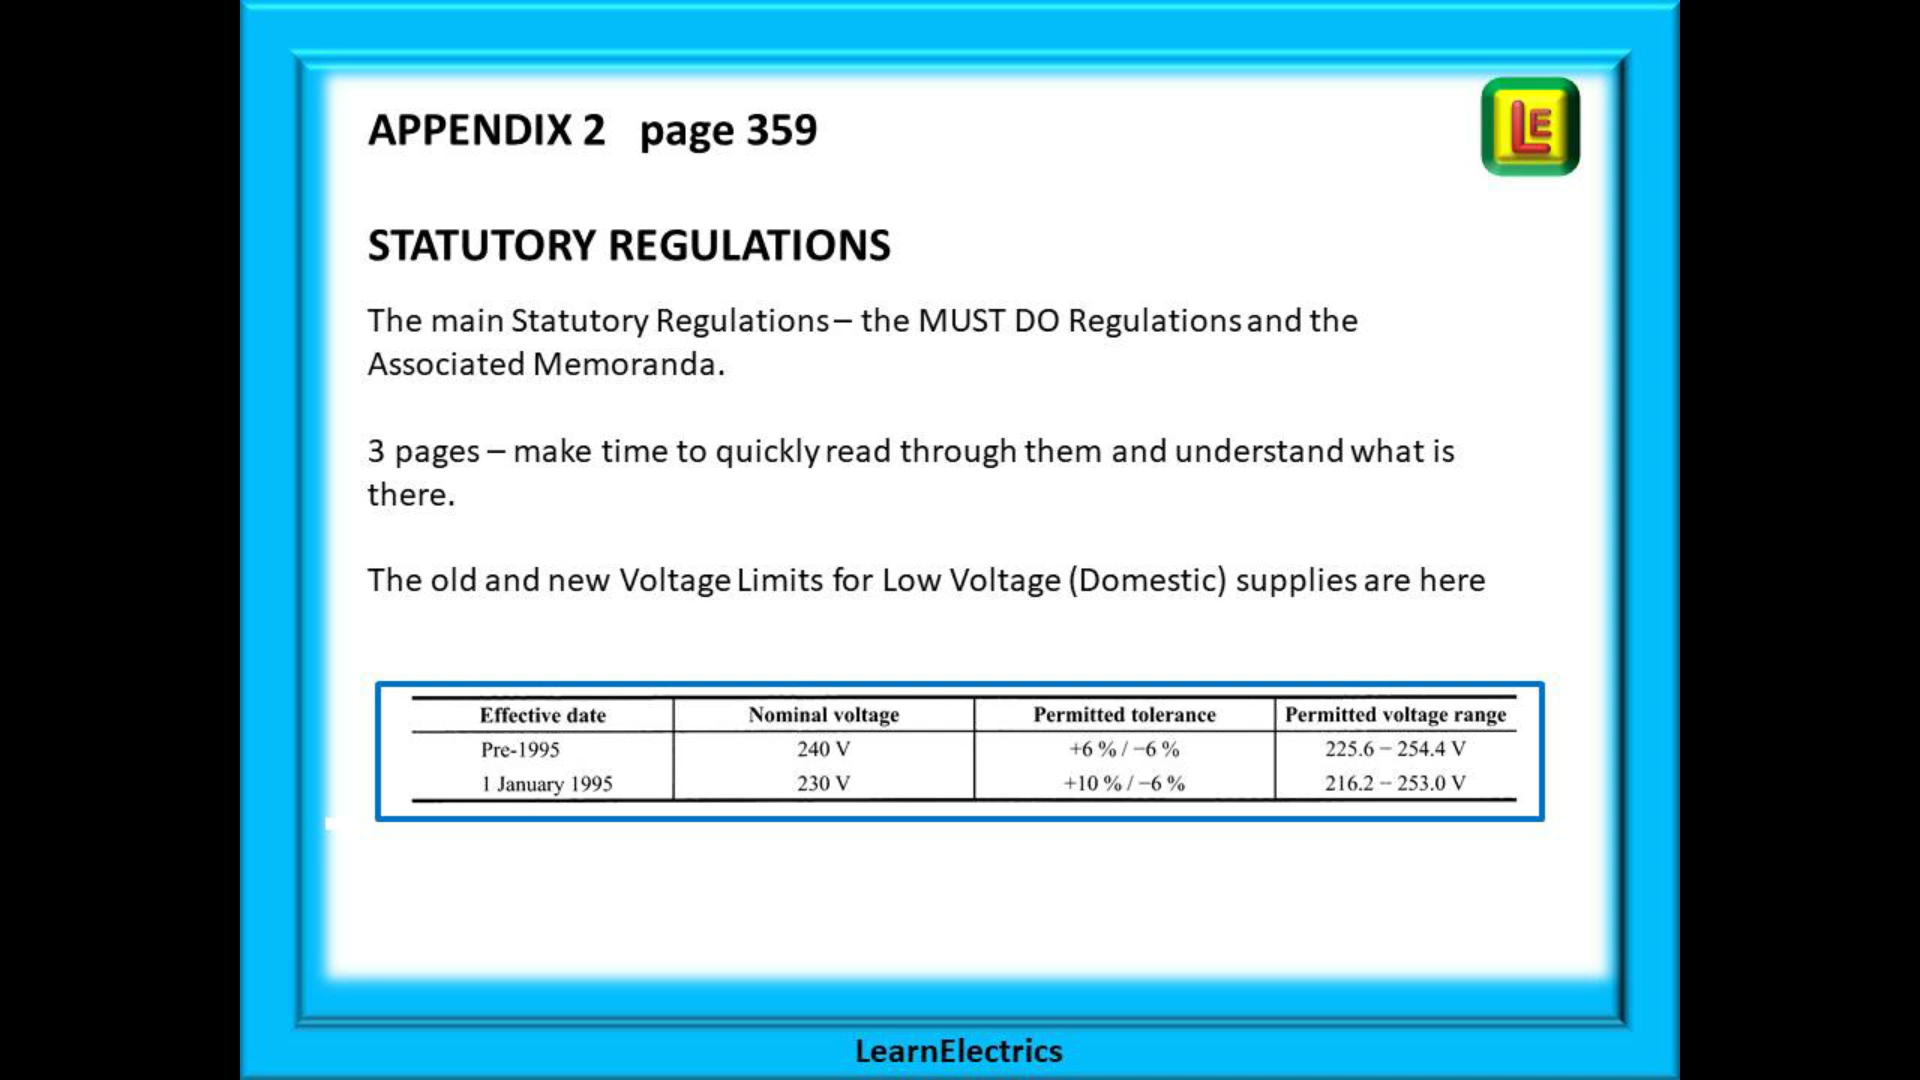 APPENDIX 2 page 359
LE
STATUTORY REGULATIONS
The main Statutory Regulations – the MUST DO Regulations and the
Associated Memoranda.
3 pages – make time to quickly read through them and understand what is
there.
The old and new Voltage Limits for Low Voltage (Domestic) supplies are here
Effective date Nominal voltage Permitted tolerance Permitted voltage range
Pre-1995 240 V +6 % / −6 % 225.6 – 254.4 V
1 January 1995 230 V +10 % / −6 % 216.2 – 253.0 V
LearnElectrics